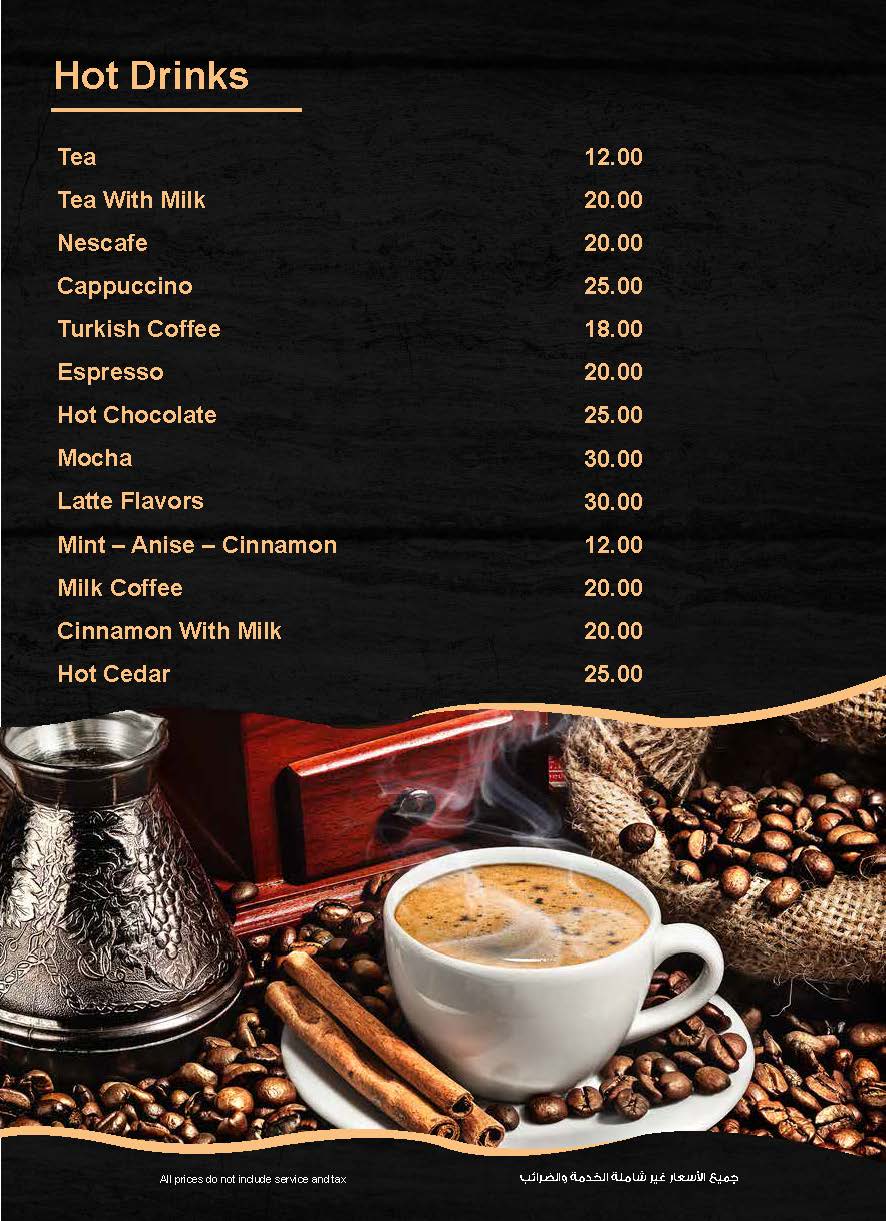 Hot Drinks
Tea 12.00
Tea With Milk 20.00
Nescafe 20.00
Cappuccino 25.00
Turkish Coffee 18.00
Espresso 20.00
Hot Chocolate 25.00
Mocha 30.00
Latte Flavors 30.00
Mint – Anise – Cinnamon 12.00
Milk Coffee 20.00
Cinnamon With Milk 20.00
Hot Cedar 25.00
All prices do not include service and tax
جميع الأسعار غير شاملة الخدمة والضرائب